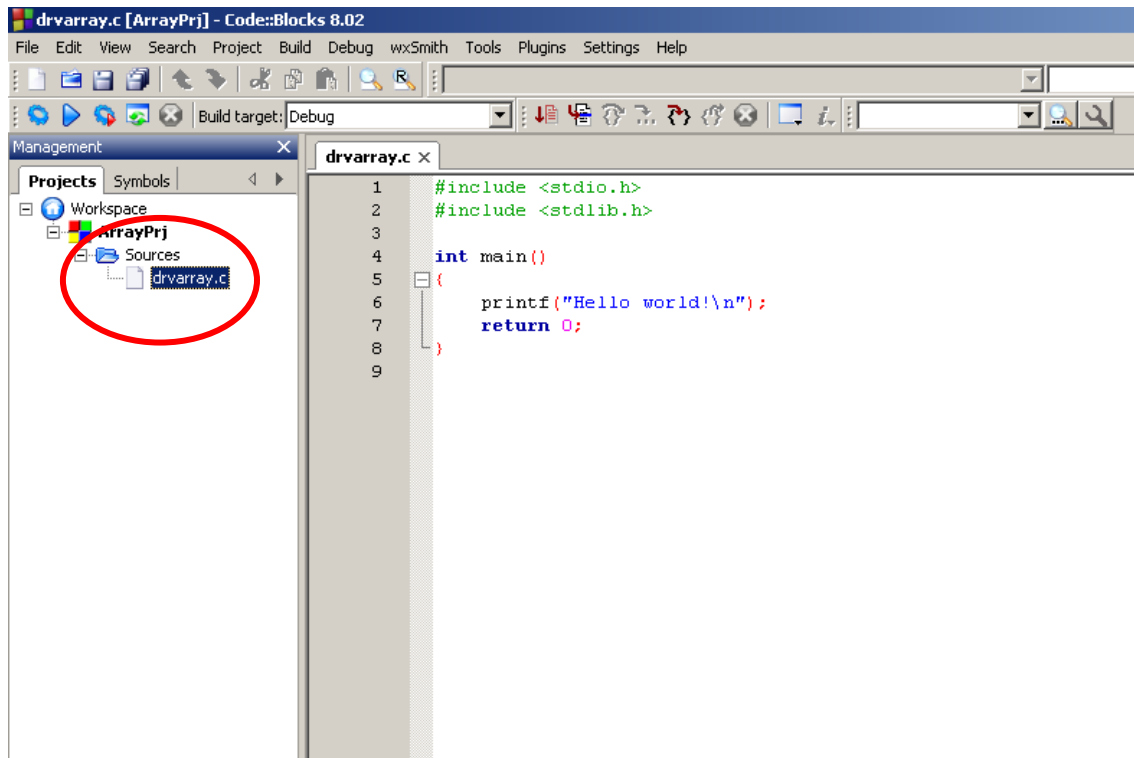 drvarray.c [ArrayPrj] - Code::Blocks 8.02
File Edit View Search Project Build Debug wxSmith Tools Plugins Settings Help
Build target: Debug
Management
Projects Symbols
Workspace
ArrayPrj
Sources
drvarray.c
drvarray.c
1 #include <stdio.h>
2 #include <stdlib.h>
3
4 int main()
5 {
6 printf("Hello world!\n");
7 return 0;
8 }
9